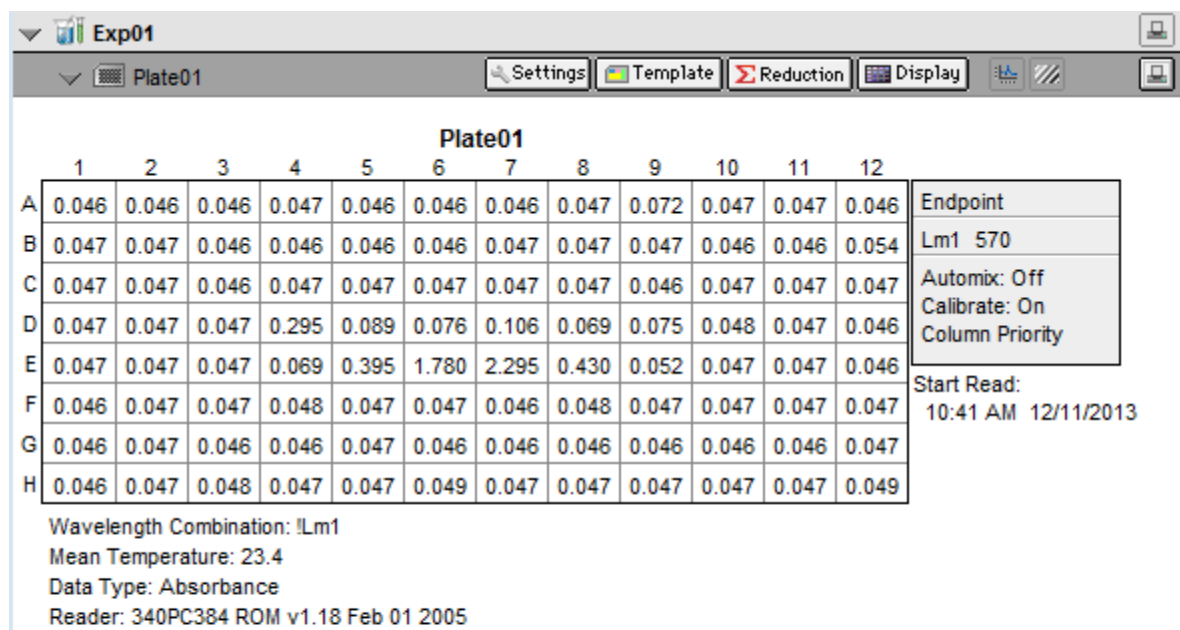 Exp01
Plate01 Settings Template Reduction Display
Plate01
1 2 3 4 5 6 7 8 9 10 11 12
A 0.046 0.046 0.046 0.047 0.046 0.046 0.046 0.047 0.072 0.047 0.047 0.046
B 0.047 0.047 0.046 0.046 0.046 0.046 0.047 0.047 0.047 0.046 0.046 0.054
C 0.047 0.047 0.046 0.047 0.047 0.047 0.047 0.047 0.046 0.047 0.047 0.047
D 0.047 0.047 0.047 0.295 0.089 0.076 0.106 0.069 0.075 0.048 0.047 0.046
E 0.047 0.047 0.047 0.069 0.395 1.780 2.295 0.430 0.052 0.047 0.047 0.046
F 0.046 0.047 0.047 0.048 0.047 0.047 0.046 0.048 0.047 0.047 0.047 0.047
G 0.046 0.047 0.046 0.046 0.047 0.046 0.046 0.046 0.046 0.046 0.046 0.047
H 0.046 0.047 0.048 0.047 0.047 0.049 0.047 0.047 0.047 0.047 0.047 0.049
Endpoint
Lm1 570
Automix: Off
Calibrate: On
Column Priority
Start Read:
10:41 AM 12/11/2013
Wavelength Combination: !Lm1
Mean Temperature: 23.4
Data Type: Absorbance
Reader: 340PC384 ROM v1.18 Feb 01 2005